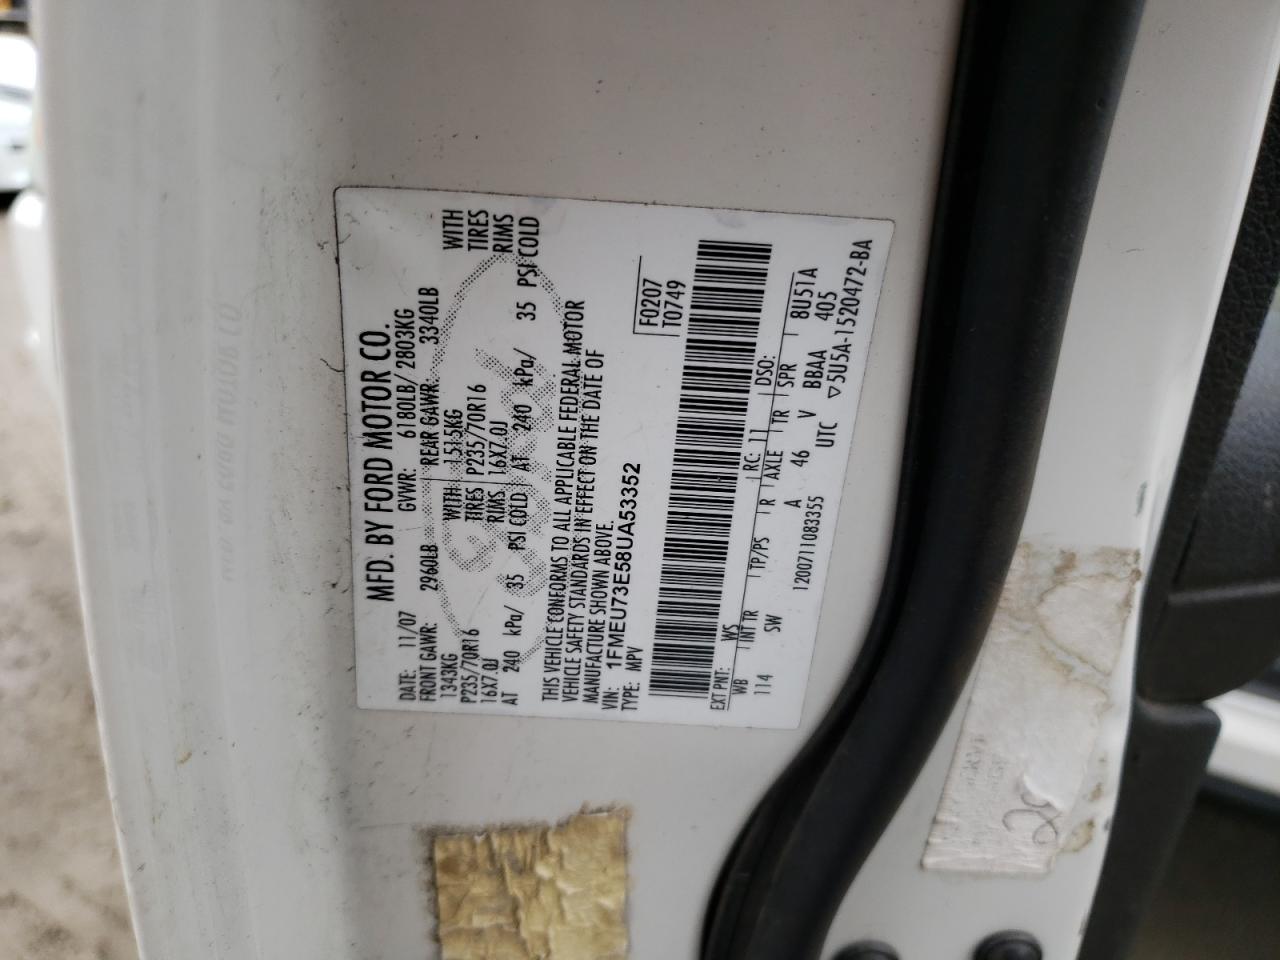 MFD. BY FORD MOTOR CO.
DATE: 11/07 GVWR: 6180LB/ 2803KG
FRONT GAWR: 2960LB REAR GAWR: 3340LB
1343KG WITH 1515KG WITH
P235/70R16 TIRES P235/70R16 TIRES
16X7.0J RIMS 16X7.0J RIMS
AT 240 kPa/ 35 PSI COLD AT 240 kPa/ 35 PSI COLD
THIS VEHICLE CONFORMS TO ALL APPLICABLE FEDERAL MOTOR
VEHICLE SAFETY STANDARDS IN EFFECT ON THE DATE OF
MANUFACTURE SHOWN ABOVE.
VIN: 1FMEU73E58UA53352
TYPE: MPV
F0207
T0749
EXT PNT: WS RC: 11 DSO:
WB INT TR TP/PS R AXLE TR SPR 8U51A
114 SW A 46 V BBAA 405
1200711083355 UTC ▽5U5A-1520472-BA